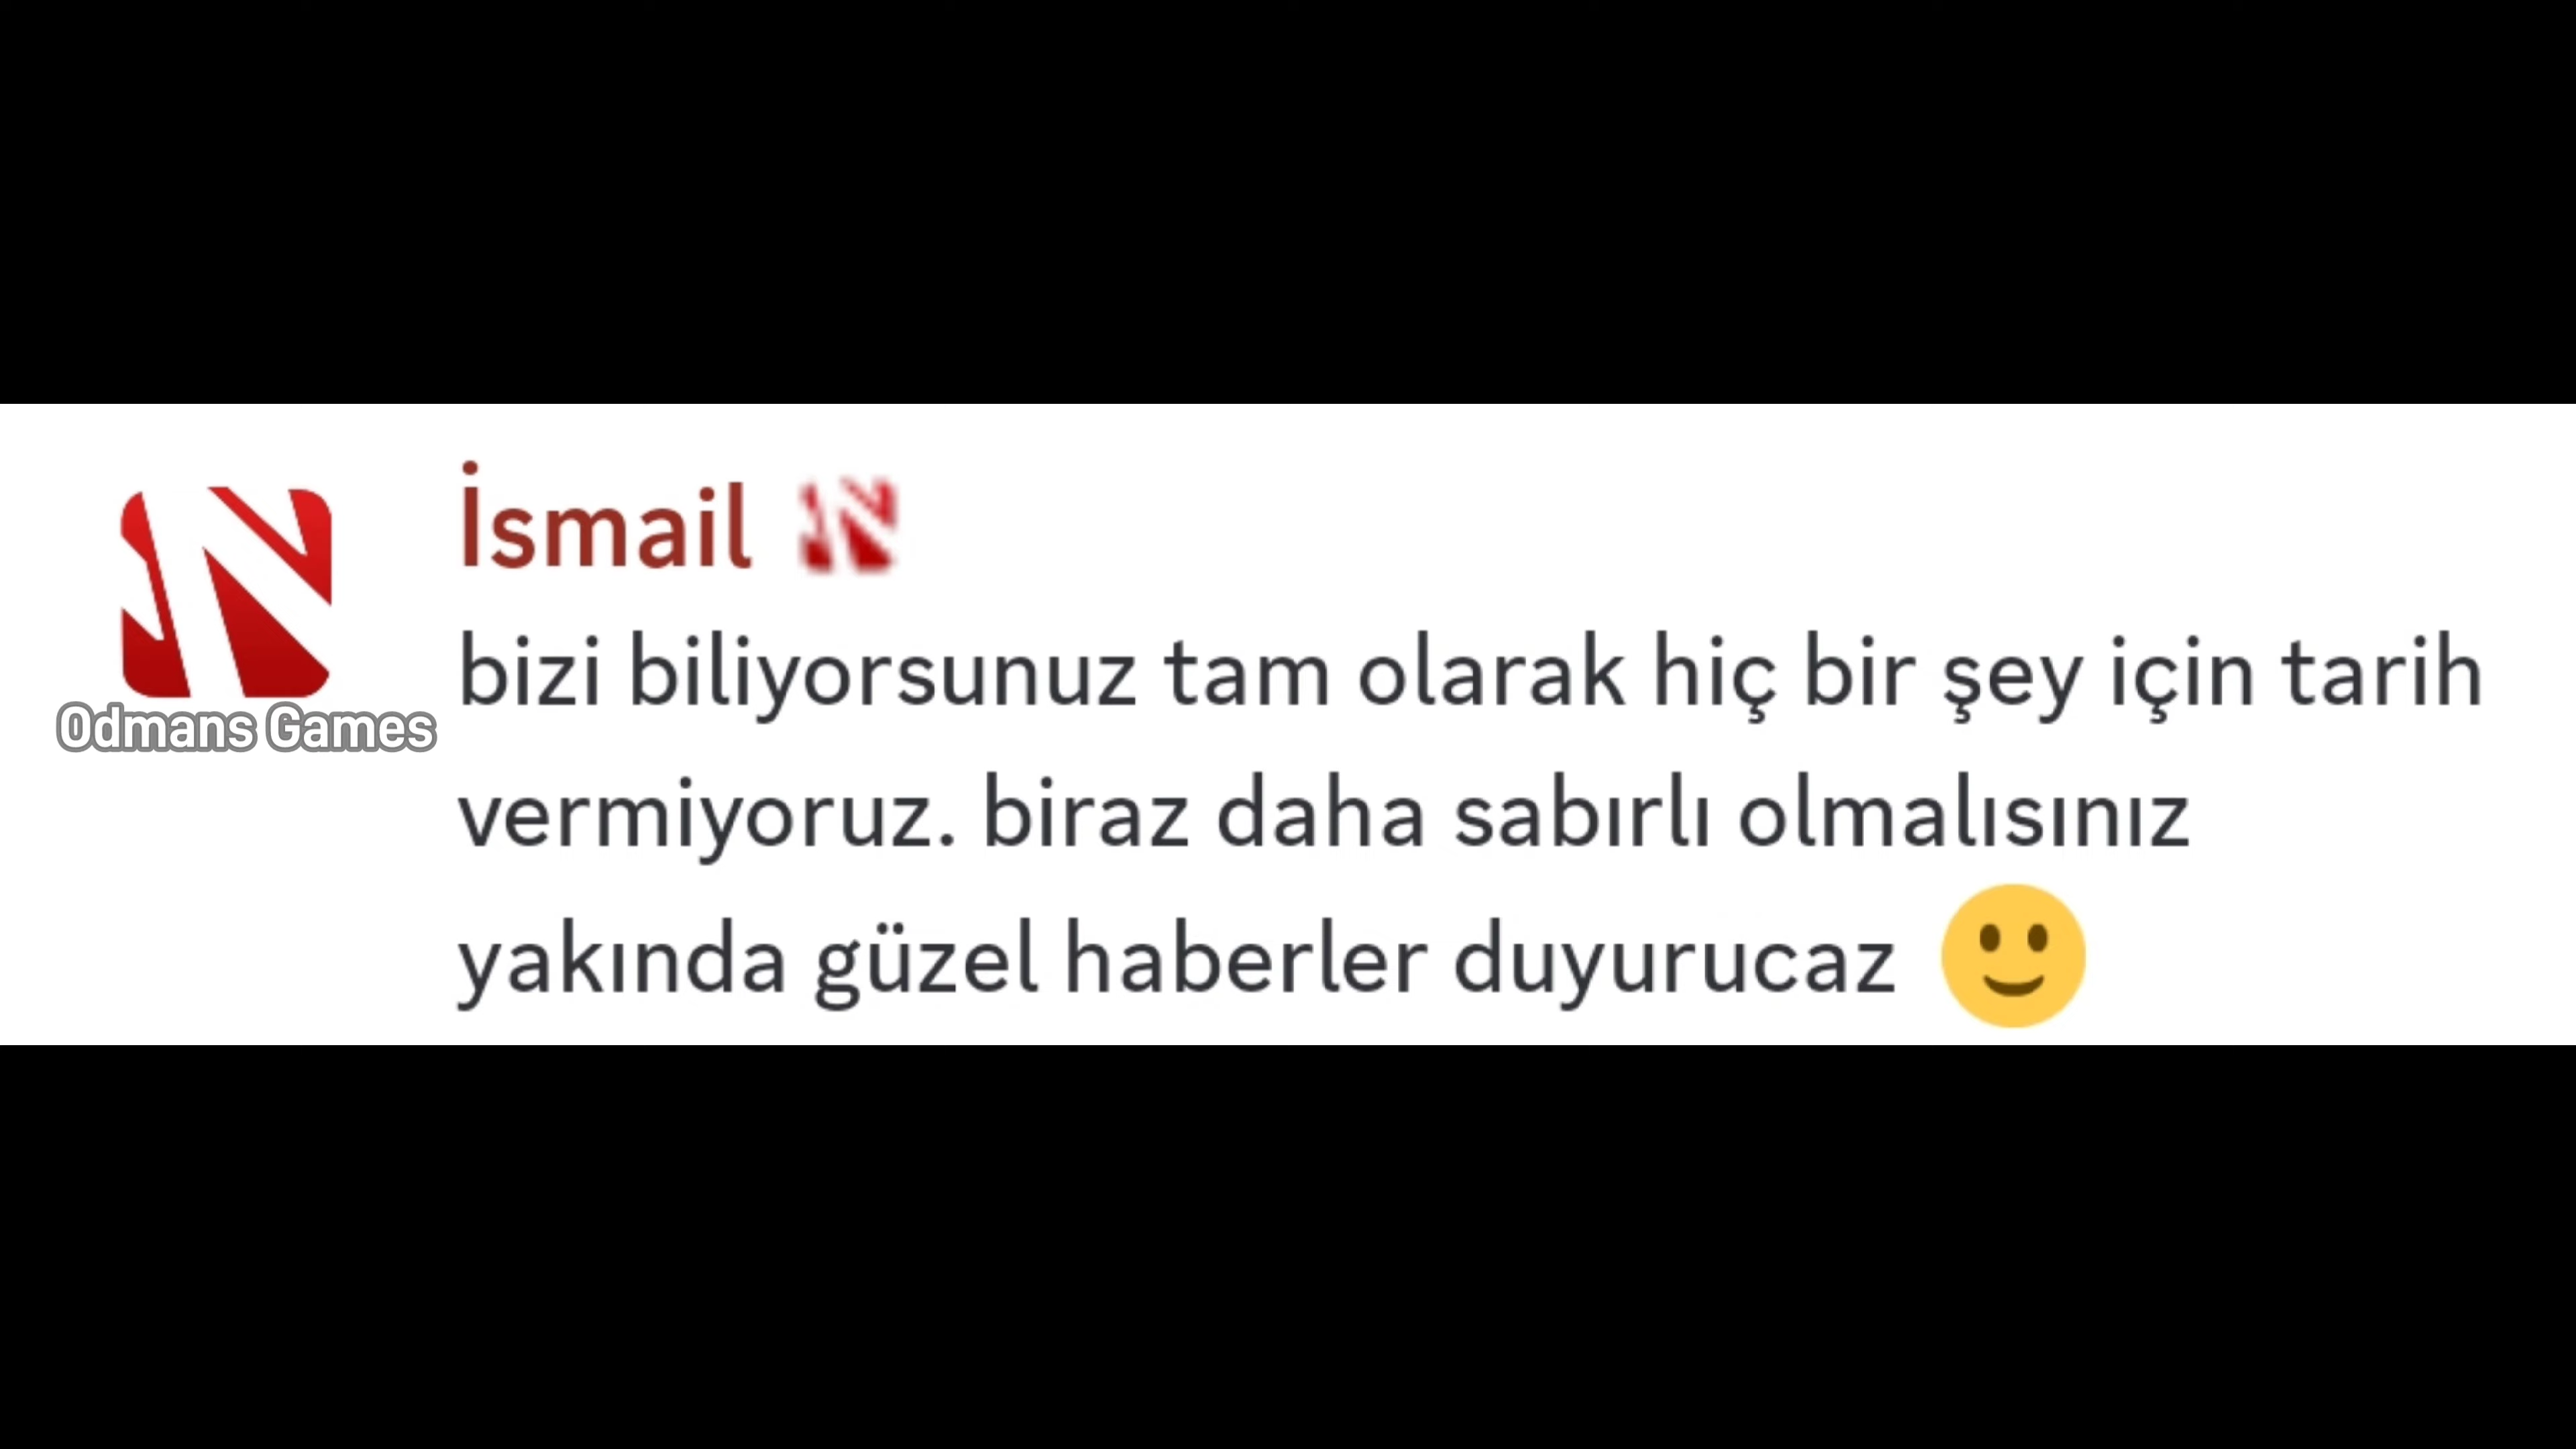 İsmail
bizi biliyorsunuz tam olarak hiç bir şey için tarih
Odmans Games
vermiyoruz. biraz daha sabırlı olmalısınız
yakında güzel haberler duyurucaz 🙂